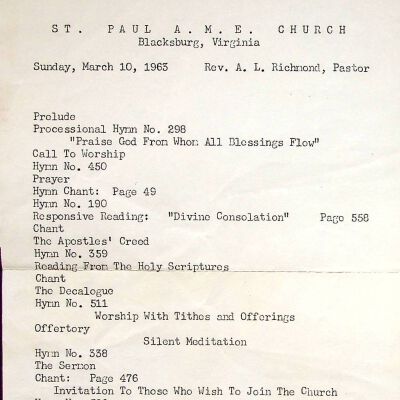 ST. PAUL A. M. E. CHURCH
Blacksburg, Virginia
Sunday, March 10, 1963 Rev. A. L. Richmond, Pastor
Prelude
Processional Hymn No. 298
"Praise God From Whom All Blessings Flow"
Call To Worship
Hymn No. 450
Prayer
Hymn Chant: Page 49
Hymn No. 190
Responsive Reading: "Divine Consolation" Page 558
Chant
The Apostles' Creed
Hymn No. 359
Reading From The Holy Scriptures
Chant
The Decalogue
Hymn No. 511
Worship With Tithes and Offerings
Offertory
Silent Meditation
Hymn No. 338
The Sermon
Chant: Page 476
Invitation To Those Who Wish To Join The Church